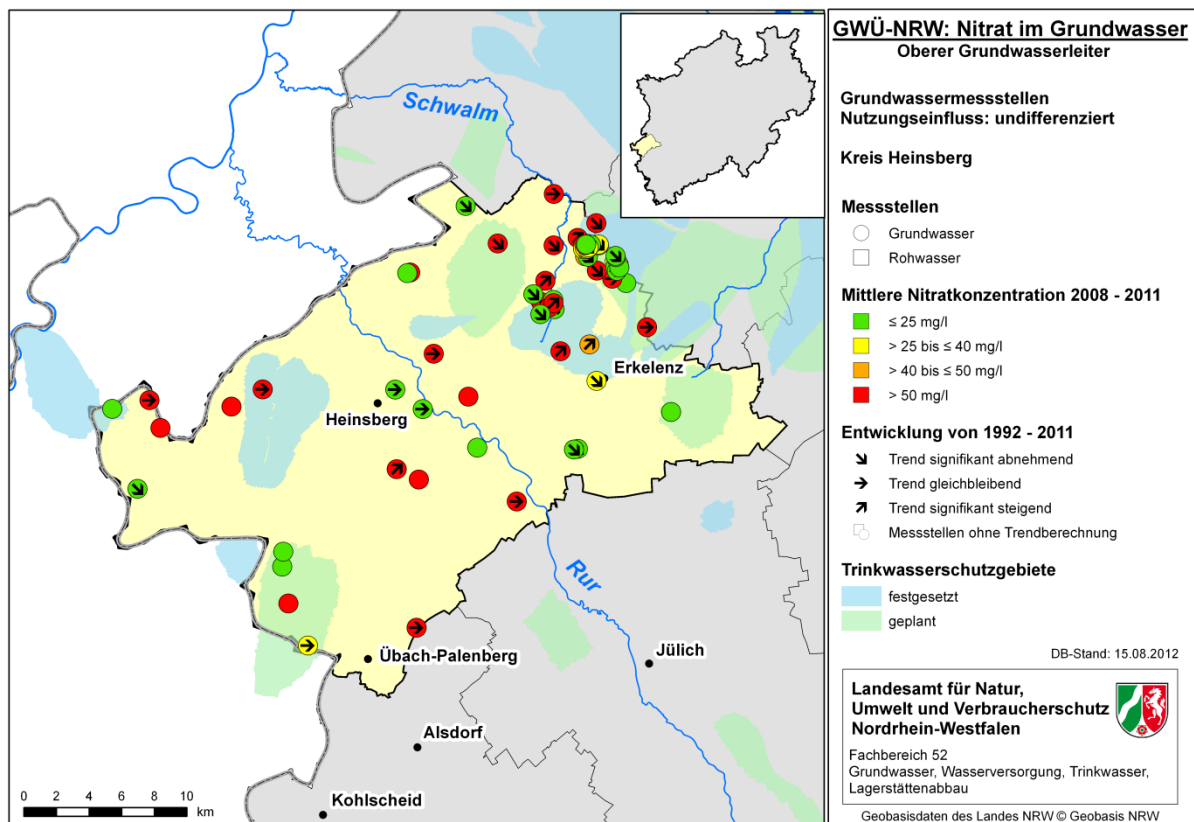 Schwalm
Erkelenz
Heinsberg
Rur
Übach-Palenberg
Jülich
Alsdorf
Kohlscheid
0 2 4 6 8 10
km
GWÜ-NRW: Nitrat im Grundwasser
Oberer Grundwasserleiter
Grundwassermessstellen
Nutzungseinfluss: undifferenziert
Kreis Heinsberg
Messstellen
Grundwasser
Rohwasser
Mittlere Nitratkonzentration 2008 - 2011
≤ 25 mg/l
> 25 bis ≤ 40 mg/l
> 40 bis ≤ 50 mg/l
> 50 mg/l
Entwicklung von 1992 - 2011
Trend signifikant abnehmend
Trend gleichbleibend
Trend signifikant steigend
Messstellen ohne Trendberechnung
Trinkwasserschutzgebiete
festgesetzt
geplant
DB-Stand: 15.08.2012
Landesamt für Natur,
Umwelt und Verbraucherschutz
Nordrhein-Westfalen
Fachbereich 52
Grundwasser, Wasserversorgung, Trinkwasser,
Lagerstättenabbau
Geobasisdaten des Landes NRW © Geobasis NRW